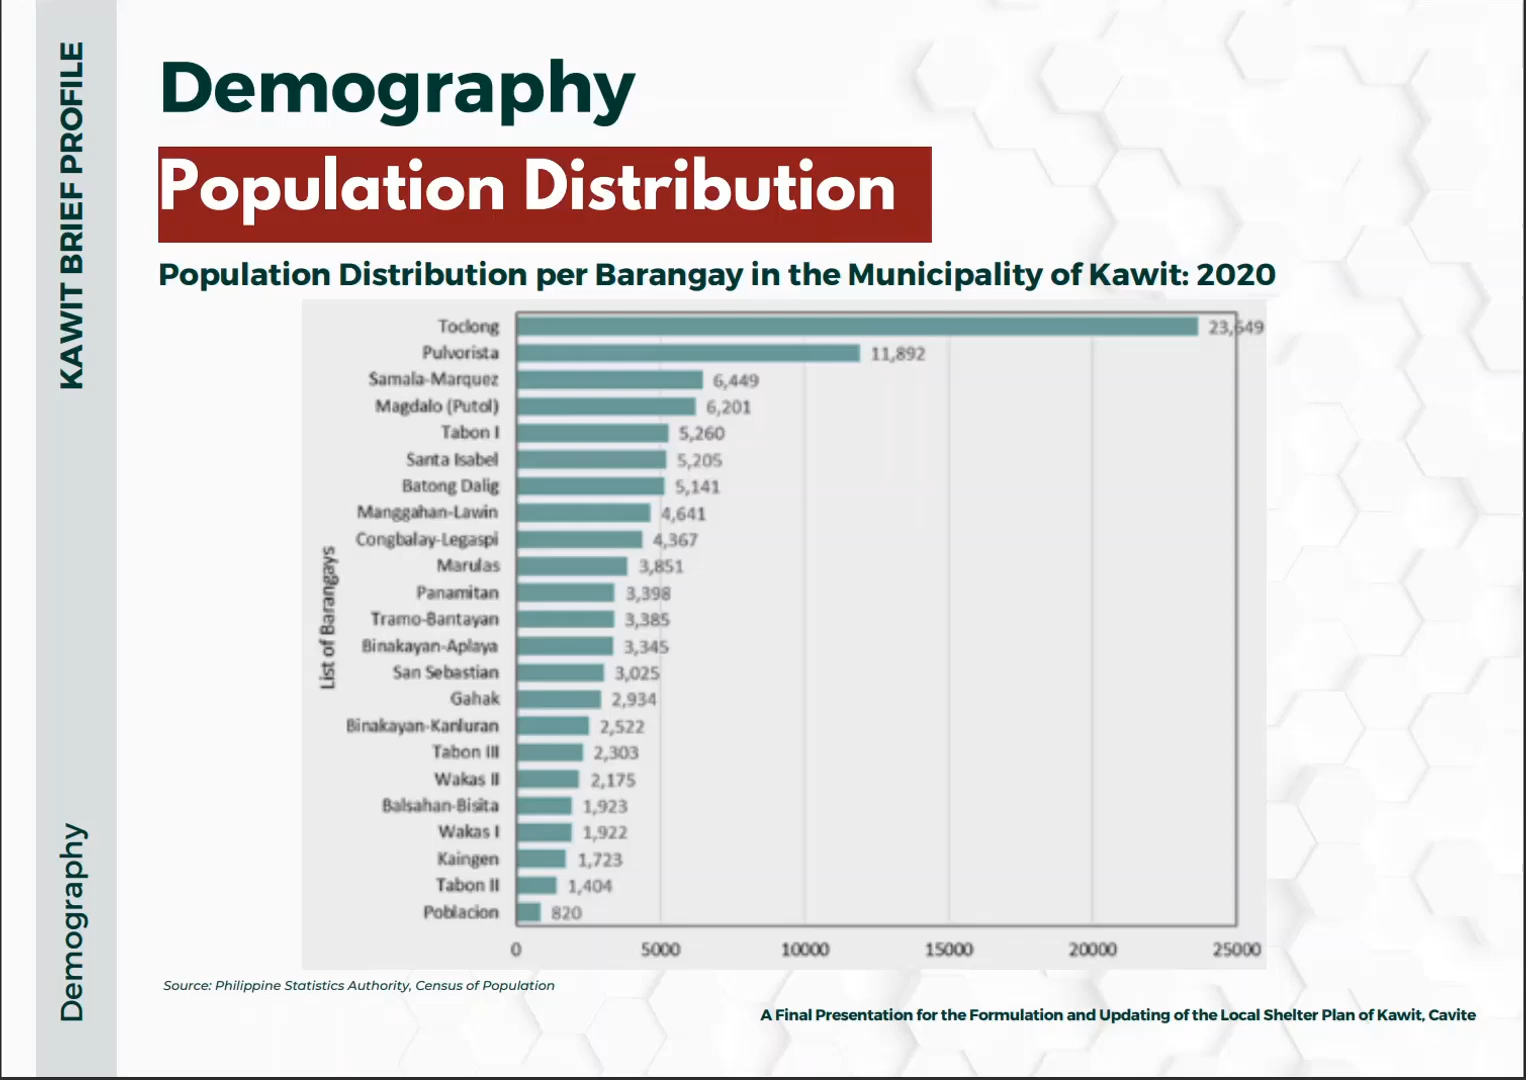 KAWIT BRIEF PROFILE
Demography
Demography
Population Distribution
Population Distribution per Barangay in the Municipality of Kawit: 2020
List of Barangays
Toclong 23,649
Pulvorista 11,892
Samala-Marquez 6,449
Magdalo (Putol) 6,201
Tabon I 5,260
Santa Isabel 5,205
Batong Dalig 5,141
Manggahan-Lawin 4,641
Congbalay-Legaspi 4,367
Marulas 3,851
Panamitan 3,398
Tramo-Bantayan 3,385
Binakayan-Aplaya 3,345
San Sebastian 3,025
Gahak 2,934
Binakayan-Kanluran 2,522
Tabon III 2,303
Wakas II 2,175
Balsahan-Bisita 1,923
Wakas I 1,922
Kaingen 1,723
Tabon II 1,404
Poblacion 820
0 5000 10000 15000 20000 25000
Source: Philippine Statistics Authority, Census of Population
A Final Presentation for the Formulation and Updating of the Local Shelter Plan of Kawit, Cavite